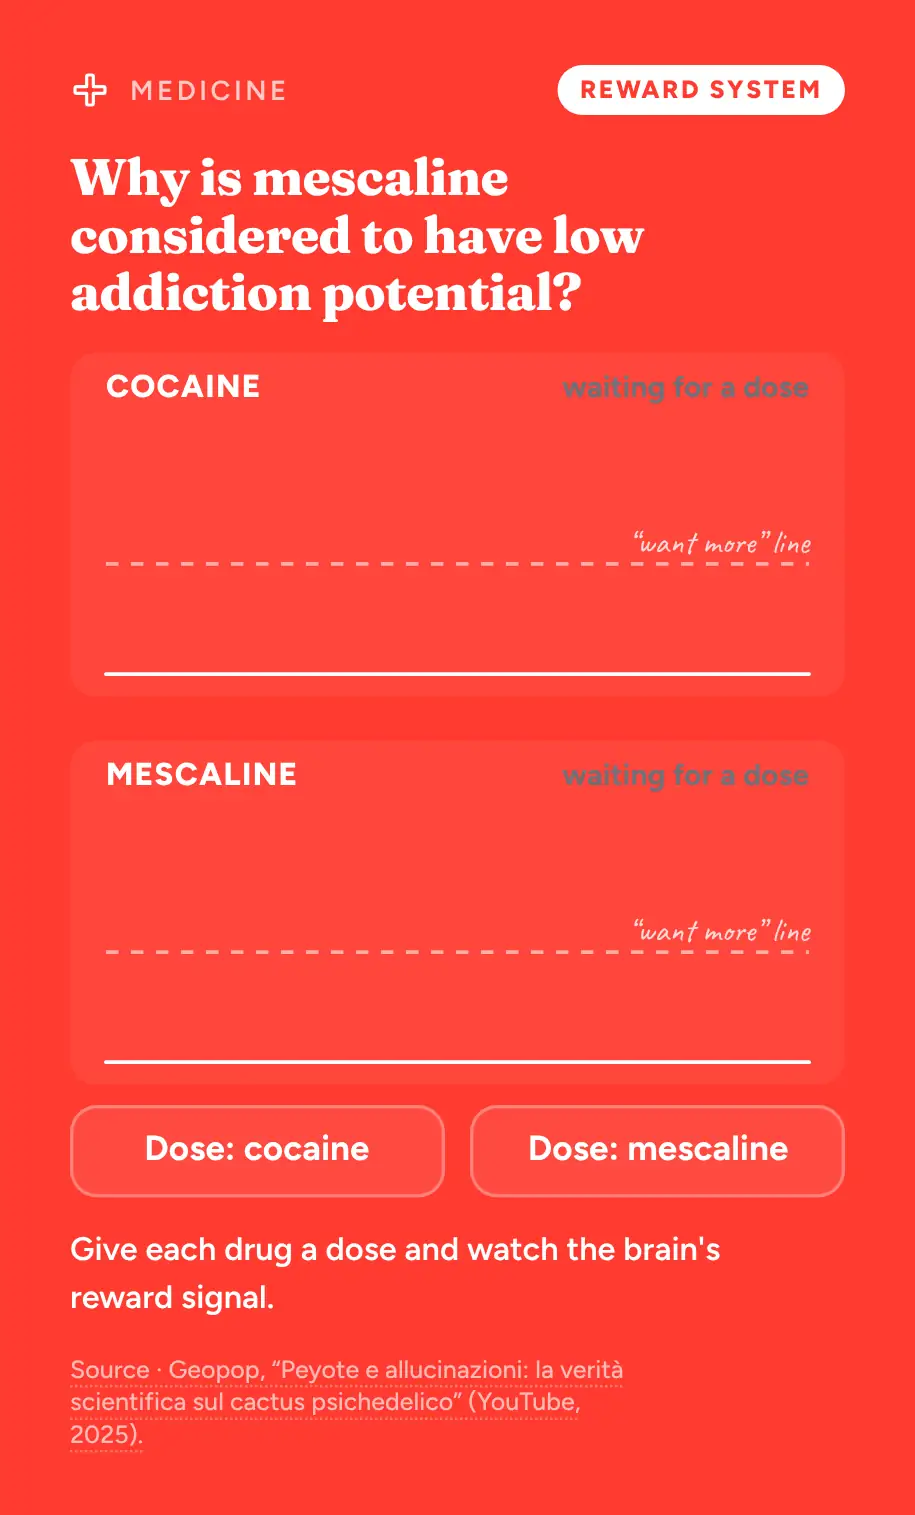 MEDICINE
REWARD SYSTEM
Why is mescaline
considered to have low
addiction potential?
COCAINE
waiting for a dose
“want more” line
MESCALINE
waiting for a dose
“want more” line
Dose: cocaine
Dose: mescaline
Give each drug a dose and watch the brain's
reward signal.
Source · Geopop, “Peyote e allucinazioni: la verità
scientifica sul cactus psichedelico” (YouTube,
2025).